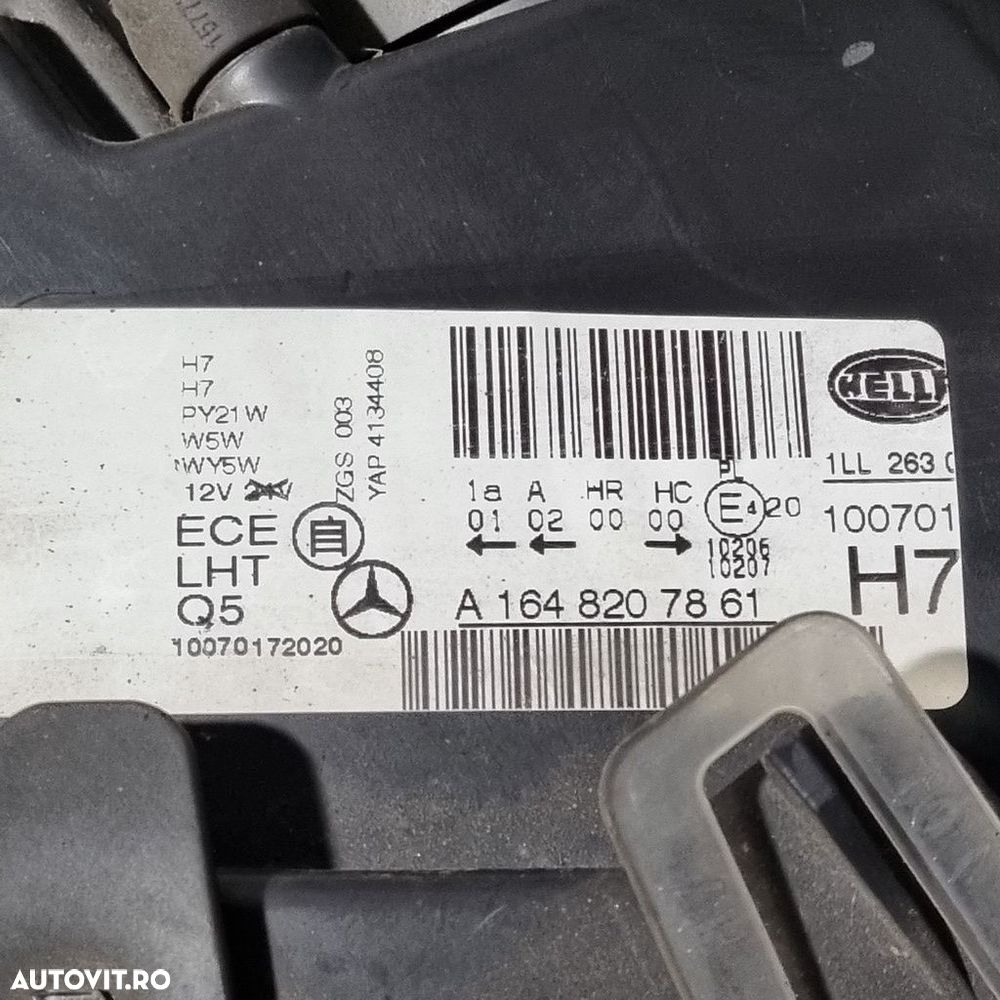 H7
H7
PY21W
W5W
WY5W
12V 24V
ECE
LHT
Q5
10070172020
ZGS 003
YAP 4134408
自
1a A HR HC PL
01 02 00 00 E4 20
10206
10207
A 164 820 78 61
HELLA
1LL 263
100701
H7
AUTOVIT.RO